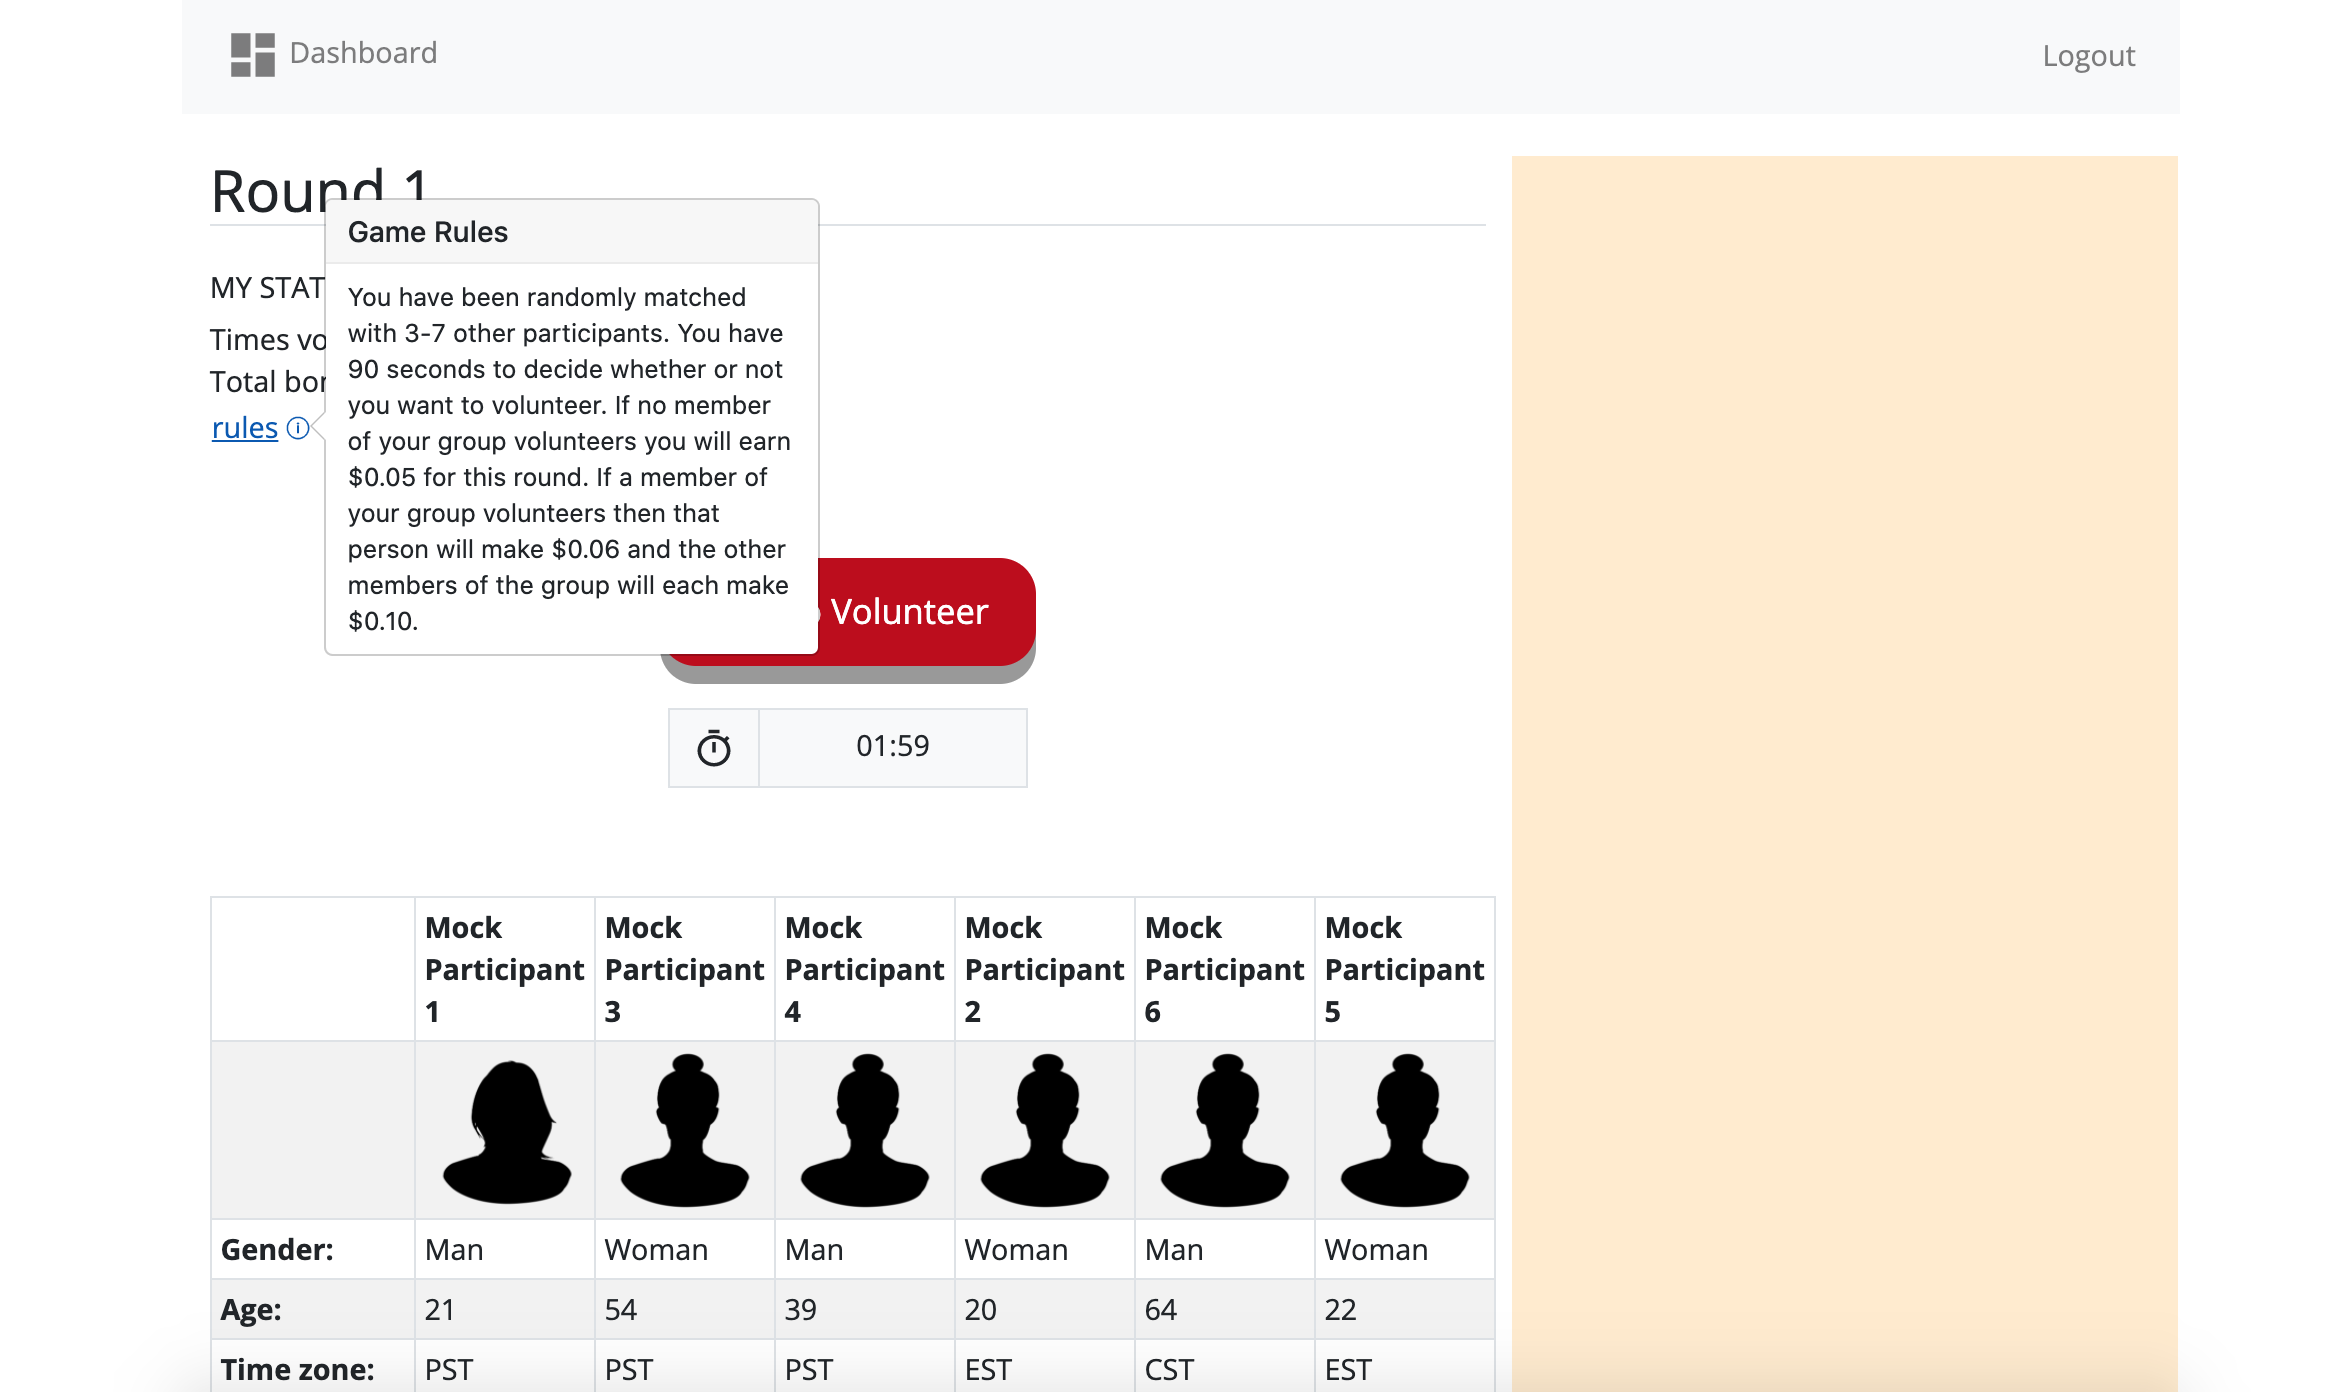 Dashboard
Logout
Round 1
Game Rules
MY STAT
You have been randomly matched
with 3-7 other participants. You have
90 seconds to decide whether or not
you want to volunteer. If no member
of your group volunteers you will earn
$0.05 for this round. If a member of
your group volunteers then that
person will make $0.06 and the other
members of the group will each make
$0.10.
Times
Total
rules
Volunteer
01:59
Mock Participant 1
Mock Participant 3
Mock Participant 4
Mock Participant 2
Mock Participant 6
Mock Participant 5
Gender: Man Woman Man Woman Man Woman
Age: 21 54 39 20 64 22
Time zone: PST PST PST EST CST EST